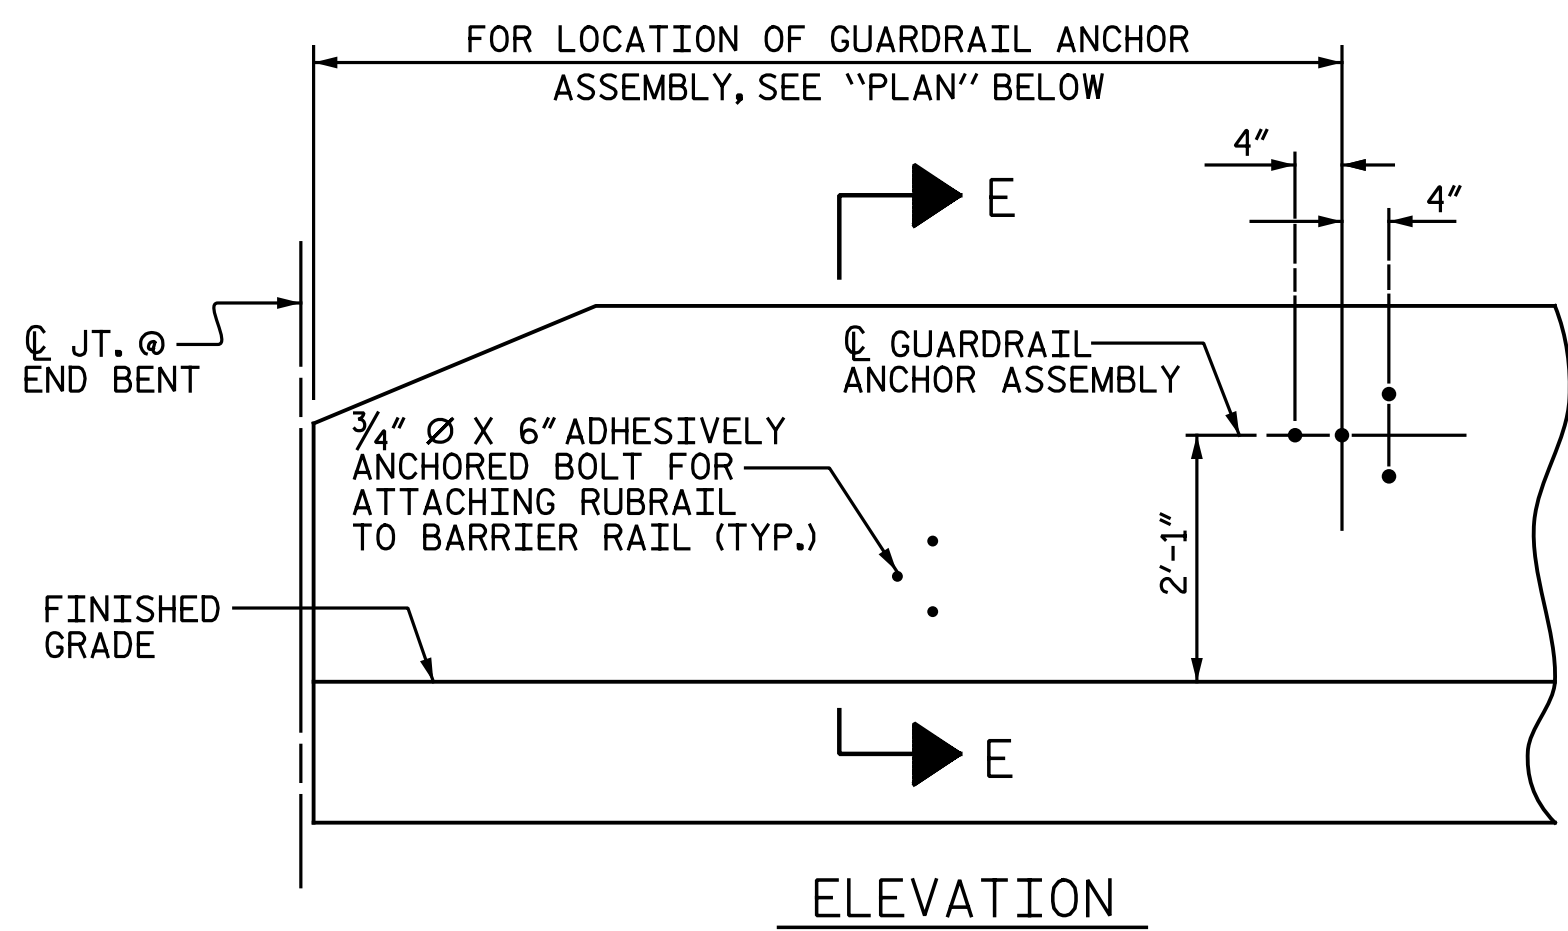 FOR LOCATION OF GUARDRAIL ANCHOR
ASSEMBLY, SEE "PLAN" BELOW
4"
4"
E
℄ JT. @
END BENT
℄ GUARDRAIL
ANCHOR ASSEMBLY
3/4" Ø X 6" ADHESIVELY
ANCHORED BOLT FOR
ATTACHING RUBRAIL
TO BARRIER RAIL (TYP.)
2'-1"
FINISHED
GRADE
E
ELEVATION